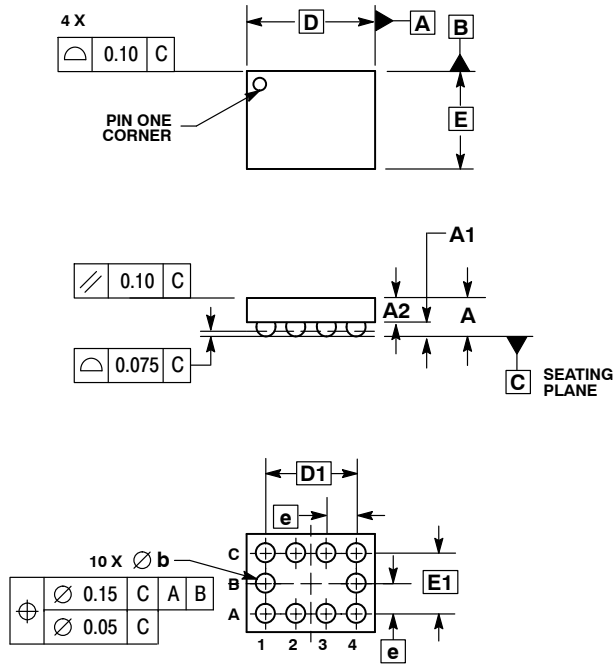 4 X
D
A
B
⌓ 0.10 C
PIN ONE
CORNER
E
A1
⫽ 0.10 C
A2
A
⌓ 0.075 C
C
SEATING
PLANE
D1
e
10 X ∅ b
C
B
A
E1
⌖ ∅ 0.15 C A B
∅ 0.05 C
1 2 3 4
e